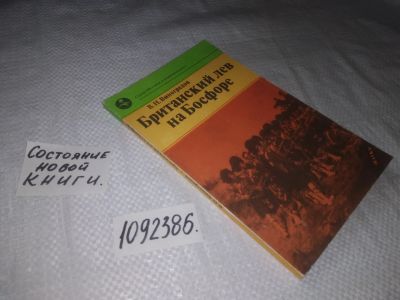 В. Н. Виноградов
Британский лев
на Босфоре
Состояние
новой
книги.
1092386.